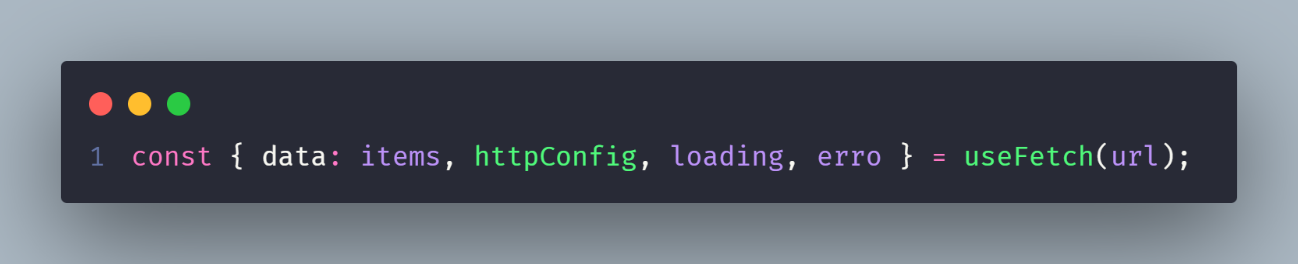 1 const { data: items, httpConfig, loading, erro } = useFetch(url);